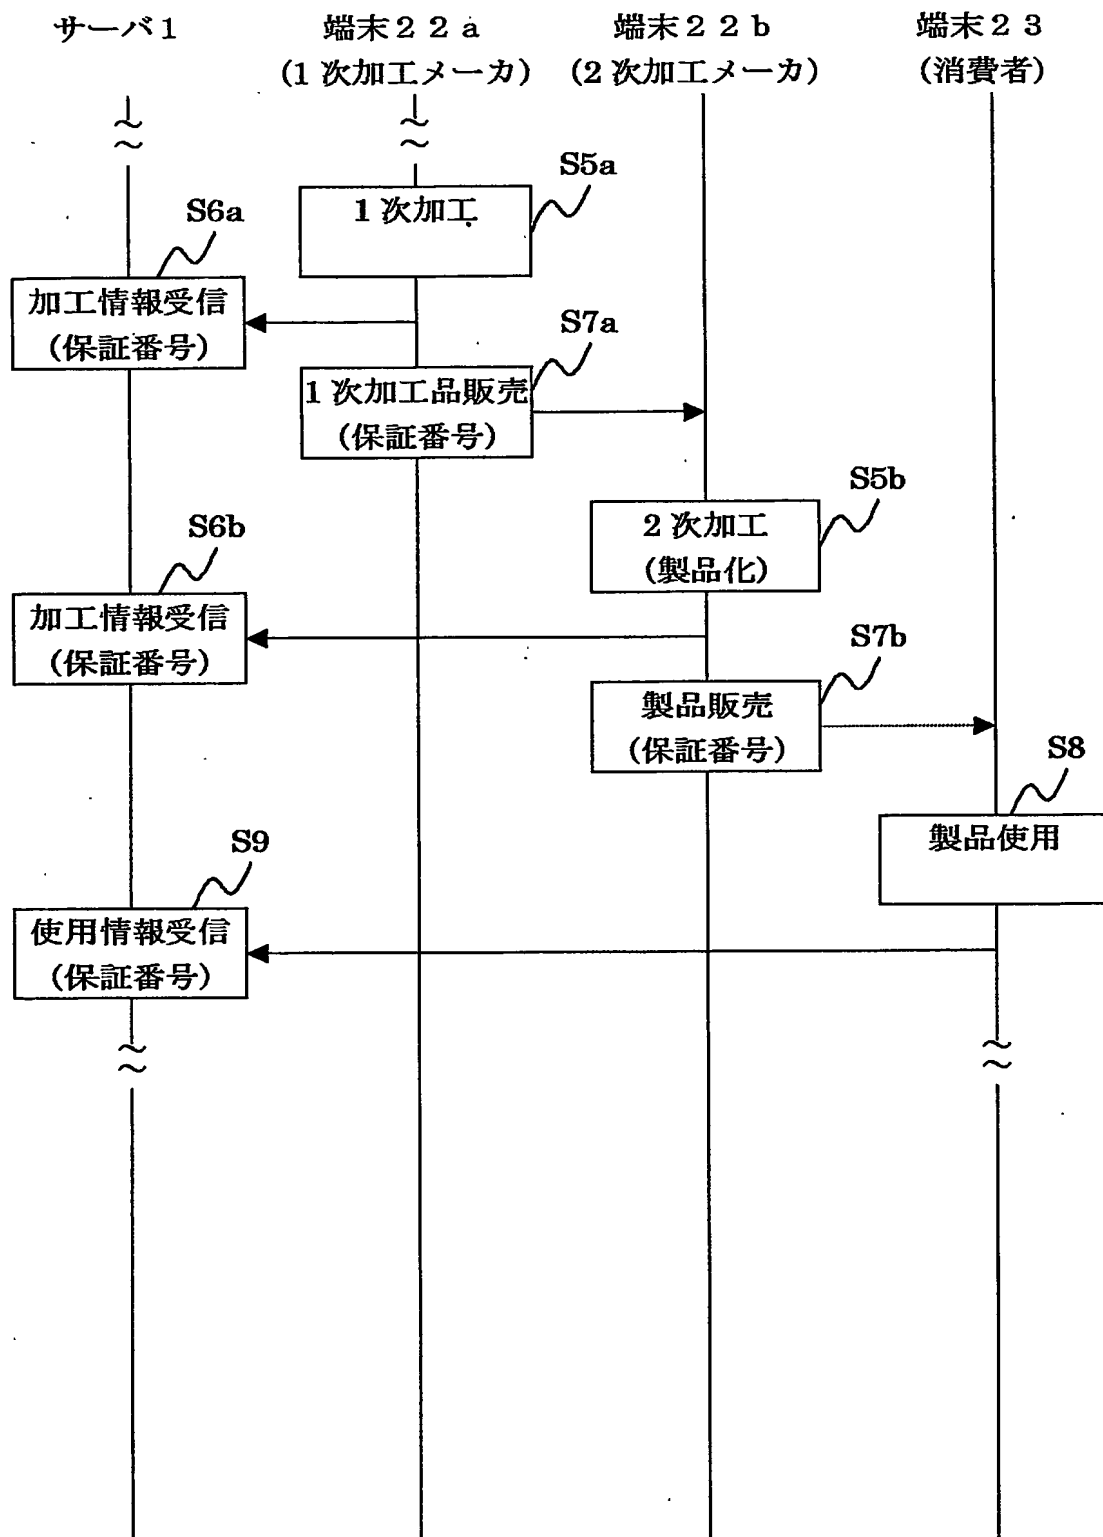 サーバ1
端末２２ａ
(1次加工メーカ)
端末２２ｂ
(2次加工メーカ)
端末２３
(消費者)
S5a
1次加工
S6a
加工情報受信
(保証番号)
S7a
1次加工品販売
(保証番号)
S5b
2次加工
(製品化)
S6b
加工情報受信
(保証番号)
S7b
製品販売
(保証番号)
S8
製品使用
S9
使用情報受信
(保証番号)